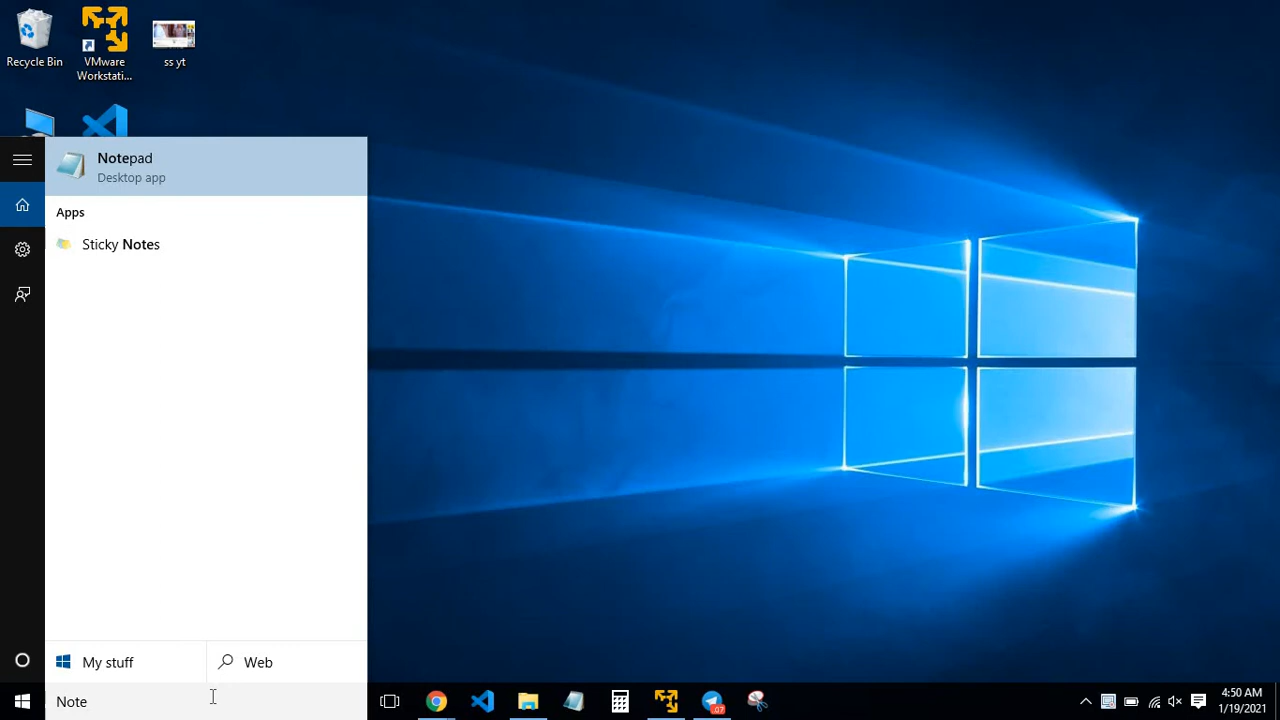 Recycle Bin
VMware
Workstati...
ss yt
Notepad
Desktop app
Apps
Sticky Notes
My stuff
Web
Note
07
4:50 AM
1/19/2021